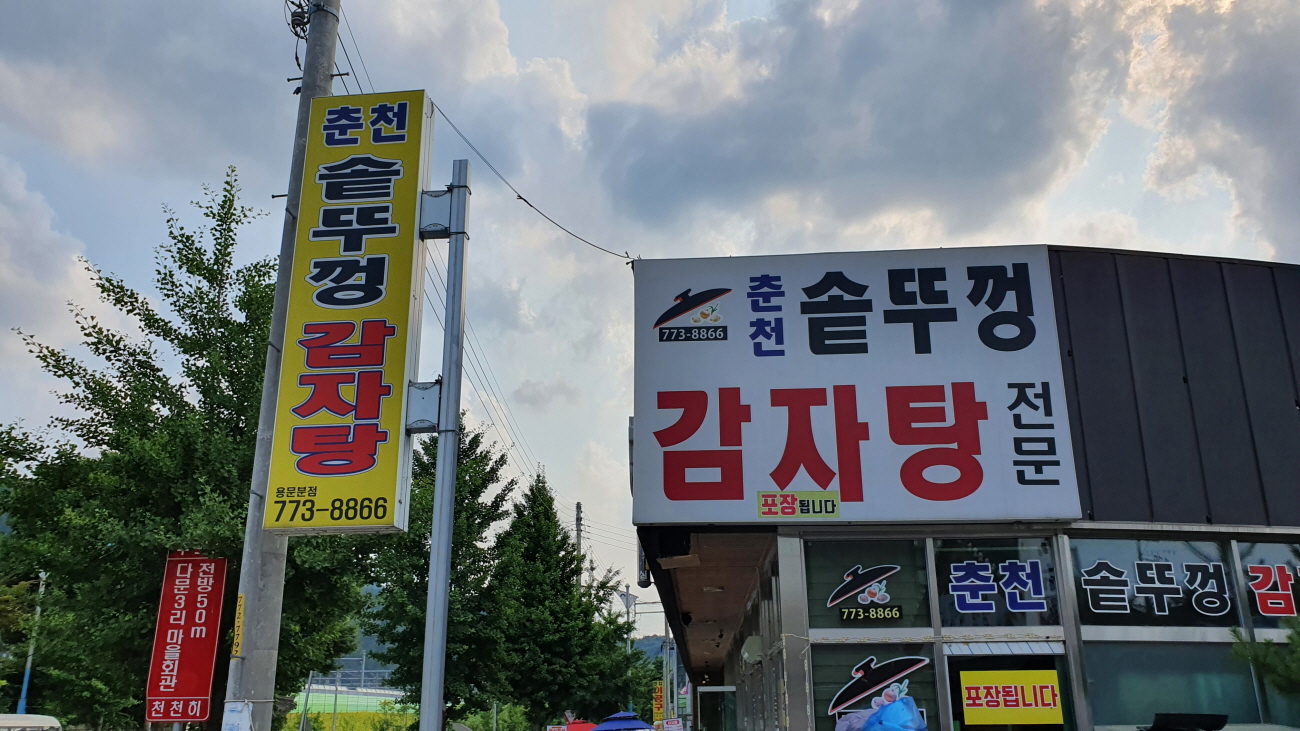 춘천
솥뚜껑
감자탕
용문분점
773-8866
전방50m
다문3리 마을회관
천천히
773-8866
춘천
솥뚜껑
감자탕
전문
포장됩니다
773-8866
춘천
솥뚜껑
감
포장됩니다